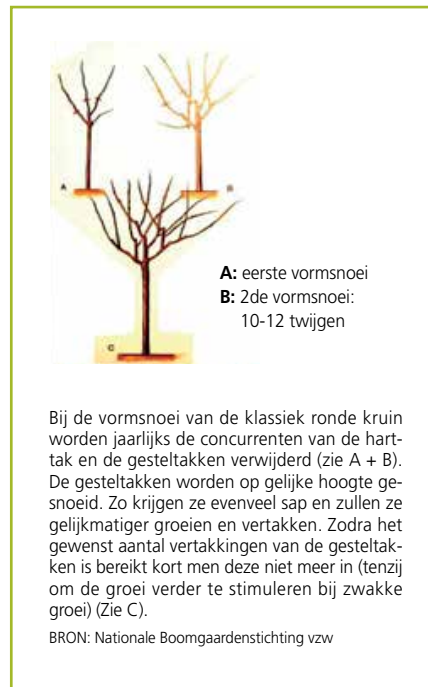 A
B
C
A: eerste vormsnoei
B: 2de vormsnoei:
10-12 twijgen
Bij de vormsnoei van de klassiek ronde kruin
worden jaarlijks de concurrenten van de hart-
tak en de gesteltakken verwijderd (zie A + B).
De gesteltakken worden op gelijke hoogte ge-
snoeid. Zo krijgen ze evenveel sap en zullen ze
gelijkmatiger groeien en vertakken. Zodra het
gewenst aantal vertakkingen van de gesteltak-
ken is bereikt kort men deze niet meer in (tenzij
om de groei verder te stimuleren bij zwakke
groei) (Zie C).
BRON: Nationale Boomgaardenstichting vzw